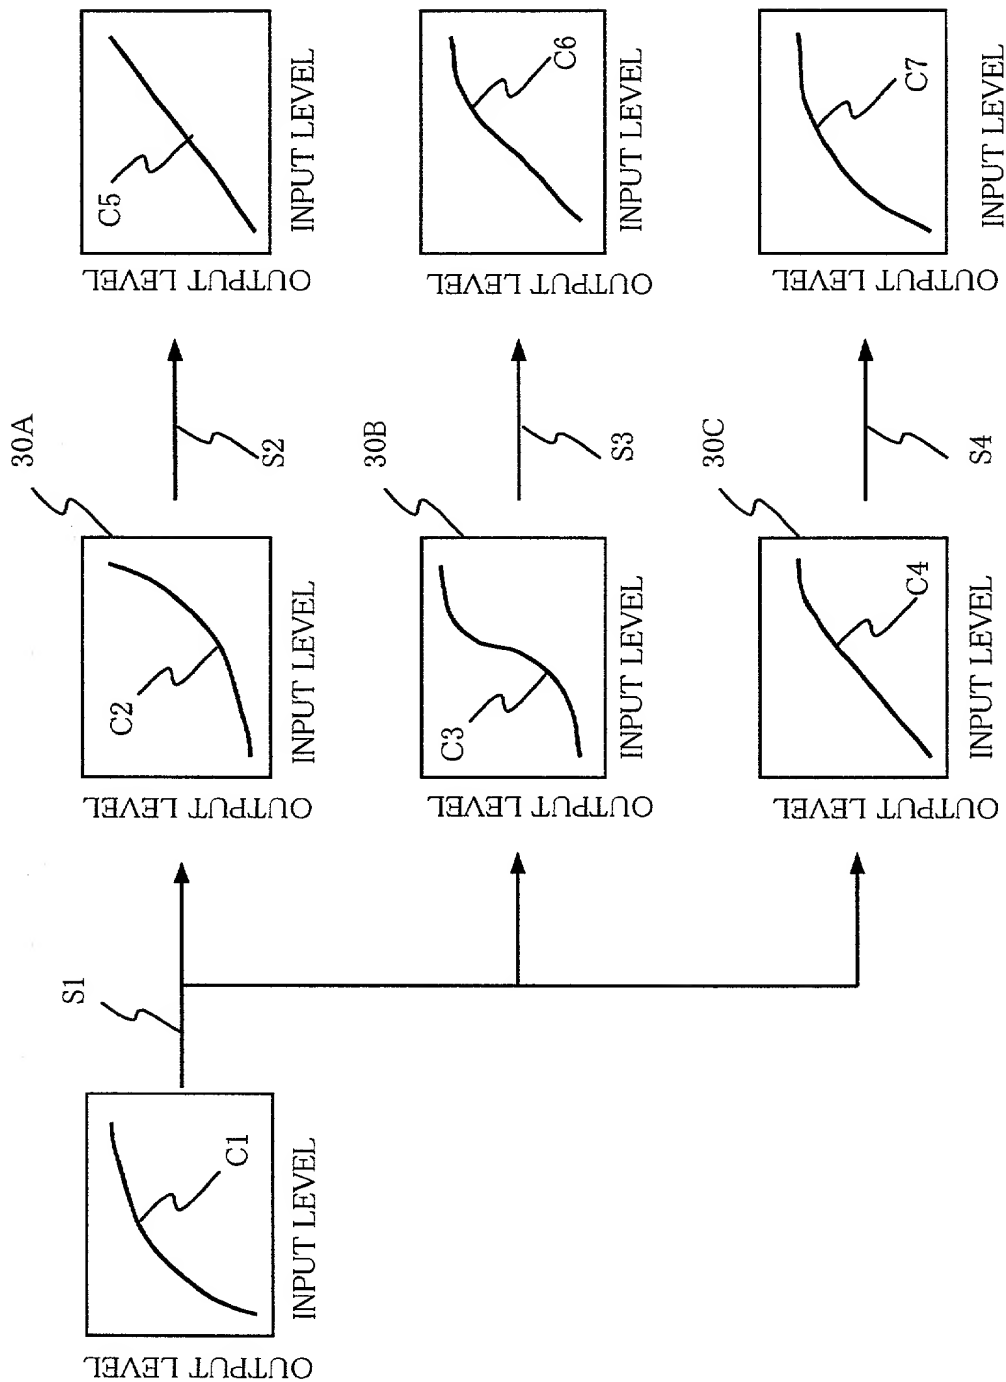 OUTPUT LEVEL
C1
INPUT LEVEL
S1
30A
OUTPUT LEVEL
C2
INPUT LEVEL
S2
OUTPUT LEVEL
C5
INPUT LEVEL
30B
OUTPUT LEVEL
C3
INPUT LEVEL
S3
OUTPUT LEVEL
C6
INPUT LEVEL
30C
OUTPUT LEVEL
C4
INPUT LEVEL
S4
OUTPUT LEVEL
C7
INPUT LEVEL